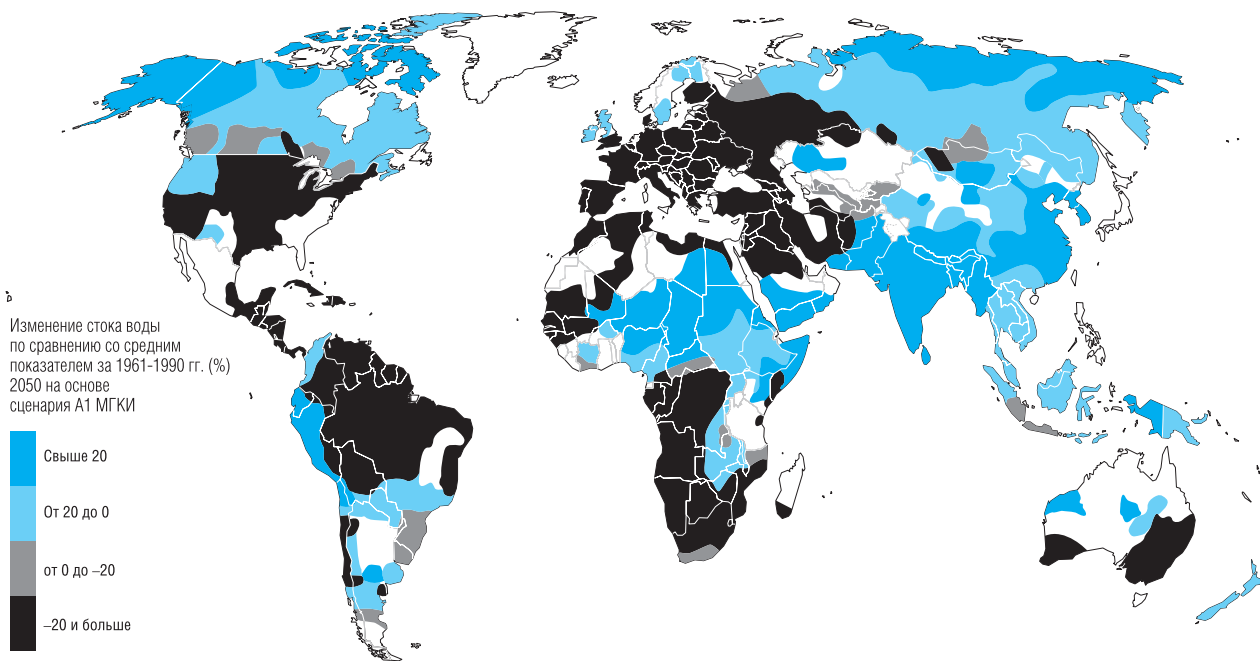 Изменение стока воды
по сравнению со средним
показателем за 1961-1990 гг. (%)
2050 на основе
сценария А1 МГКИ
Свыше 20
От 20 до 0
от 0 до –20
–20 и больше